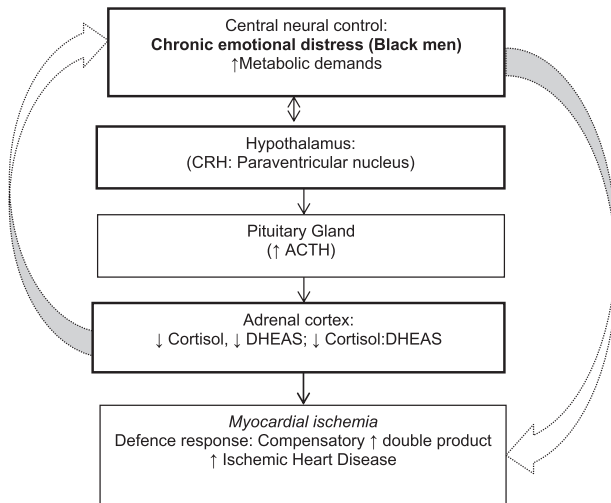 Central neural control:
Chronic emotional distress (Black men)
↑Metabolic demands
Hypothalamus:
(CRH: Paraventricular nucleus)
Pituitary Gland
(↑ ACTH)
Adrenal cortex:
↓ Cortisol, ↓ DHEAS; ↓ Cortisol:DHEAS
Myocardial ischemia
Defence response: Compensatory ↑ double product
↑ Ischemic Heart Disease